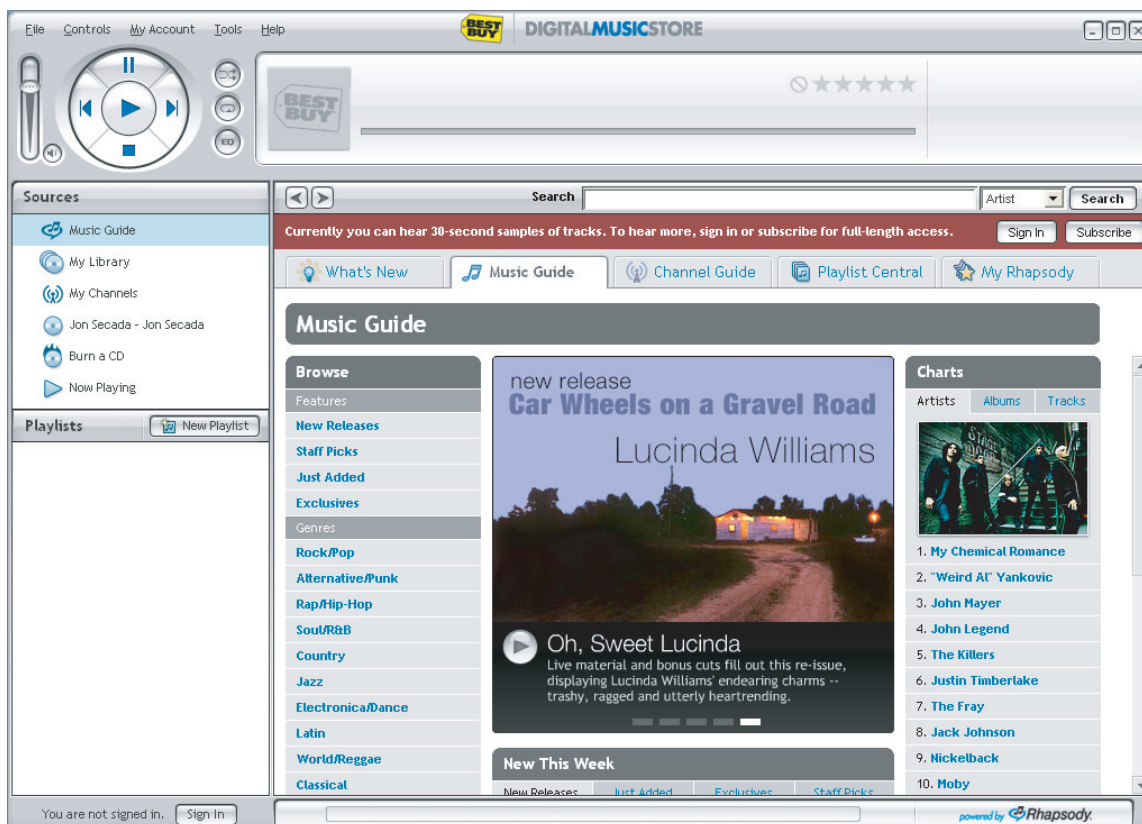 File Controls My Account Tools Help
BEST BUY DIGITALMUSICSTORE
BEST BUY
EQ
Sources
Music Guide
My Library
My Channels
Jon Secada - Jon Secada
Burn a CD
Now Playing
Playlists New Playlist
You are not signed in. Sign In
Search Artist Search
Currently you can hear 30-second samples of tracks. To hear more, sign in or subscribe for full-length access. Sign In Subscribe
What's New Music Guide Channel Guide Playlist Central My Rhapsody
Music Guide
Browse
Features
New Releases
Staff Picks
Just Added
Exclusives
Genres
Rock/Pop
Alternative/Punk
Rap/Hip-Hop
Soul/R&B
Country
Jazz
Electronica/Dance
Latin
World/Reggae
Classical
new release
Car Wheels on a Gravel Road
Lucinda Williams
Oh, Sweet Lucinda
Live material and bonus cuts fill out this re-issue,
displaying Lucinda Williams' endearing charms --
trashy, ragged and utterly heartrending.
New This Week
New Releases Just Added Exclusives Staff Picks
Charts
Artists Albums Tracks
STAGE DOOR
1. My Chemical Romance
2. "Weird Al" Yankovic
3. John Mayer
4. John Legend
5. The Killers
6. Justin Timberlake
7. The Fray
8. Jack Johnson
9. Nickelback
10. Moby
powered by Rhapsody.